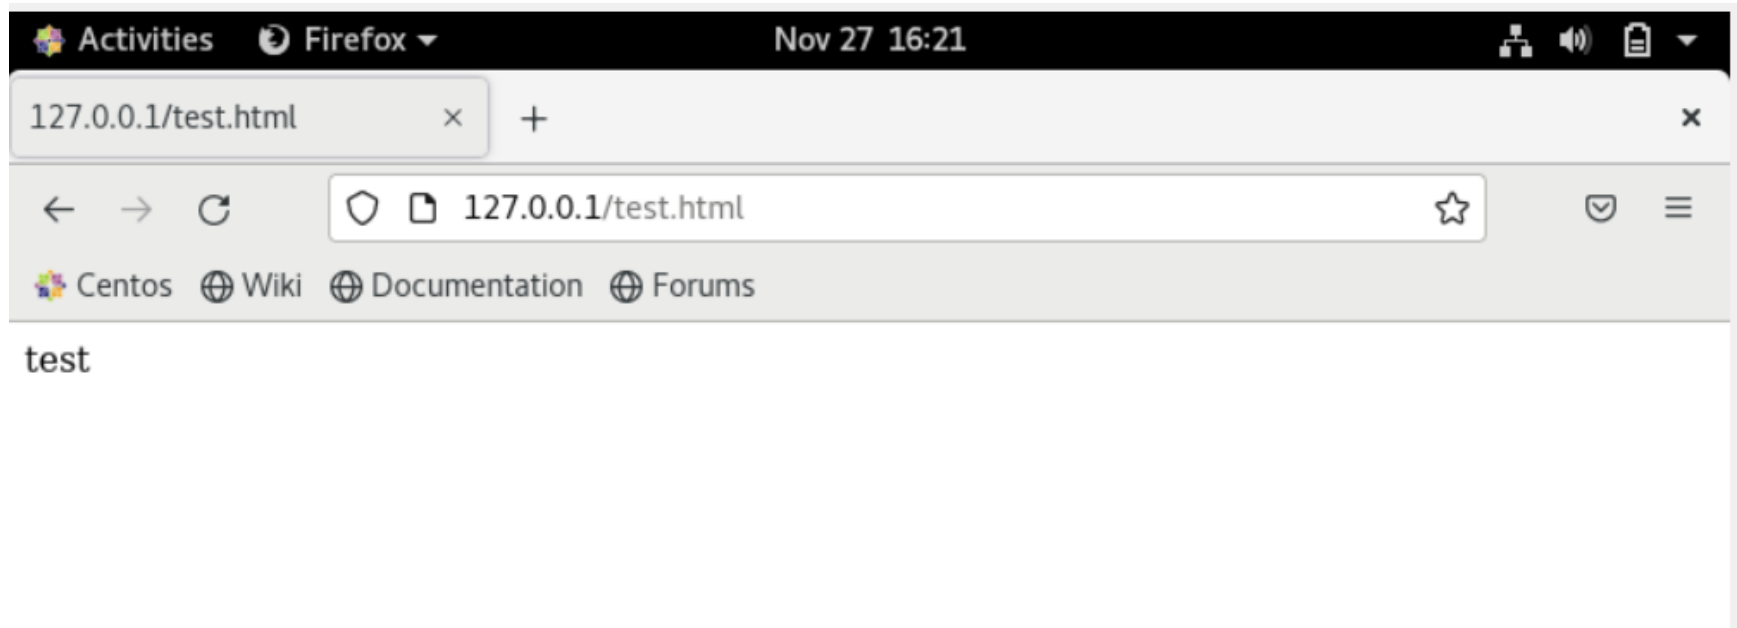 Activities Firefox Nov 27 16:21
127.0.0.1/test.html
127.0.0.1/test.html
Centos Wiki Documentation Forums
test